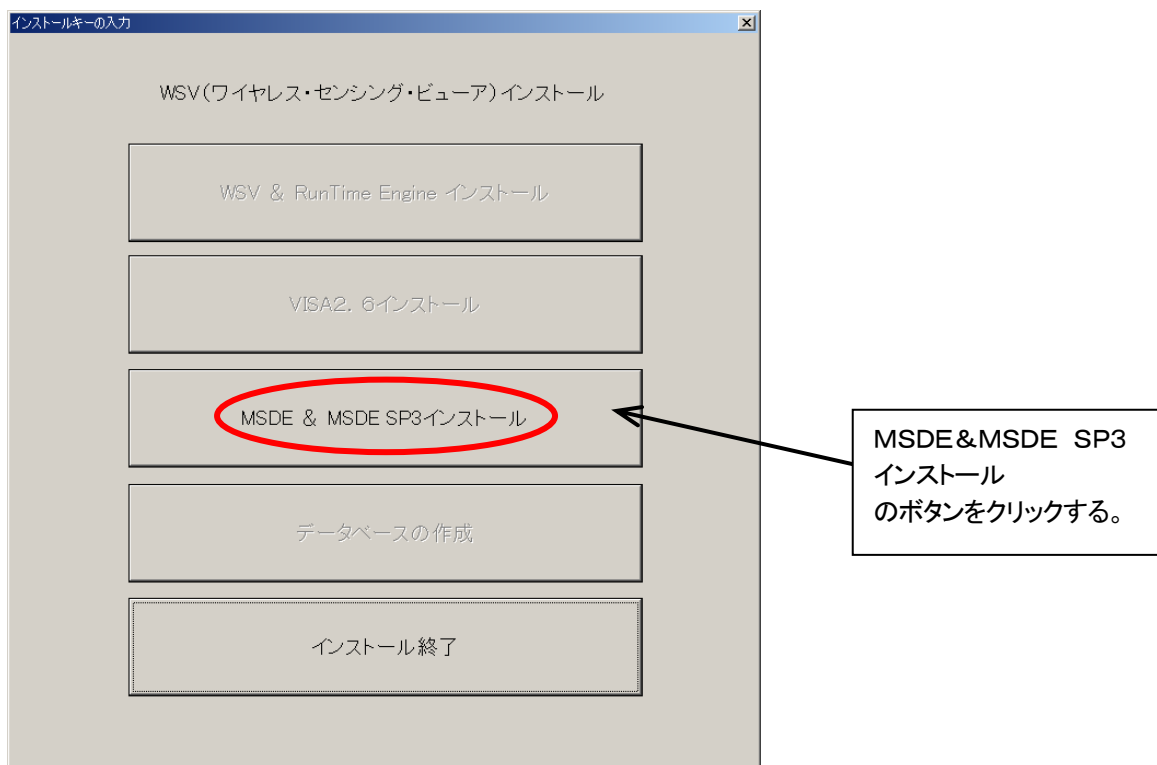 インストールキーの入力
WSV(ワイヤレス・センシング・ビューア)インストール
WSV & RunTime Engine インストール
VISA2．6インストール
MSDE & MSDE SP3インストール
MSDE&MSDE SP3
インストール
のボタンをクリックする。
データベースの作成
インストール終了